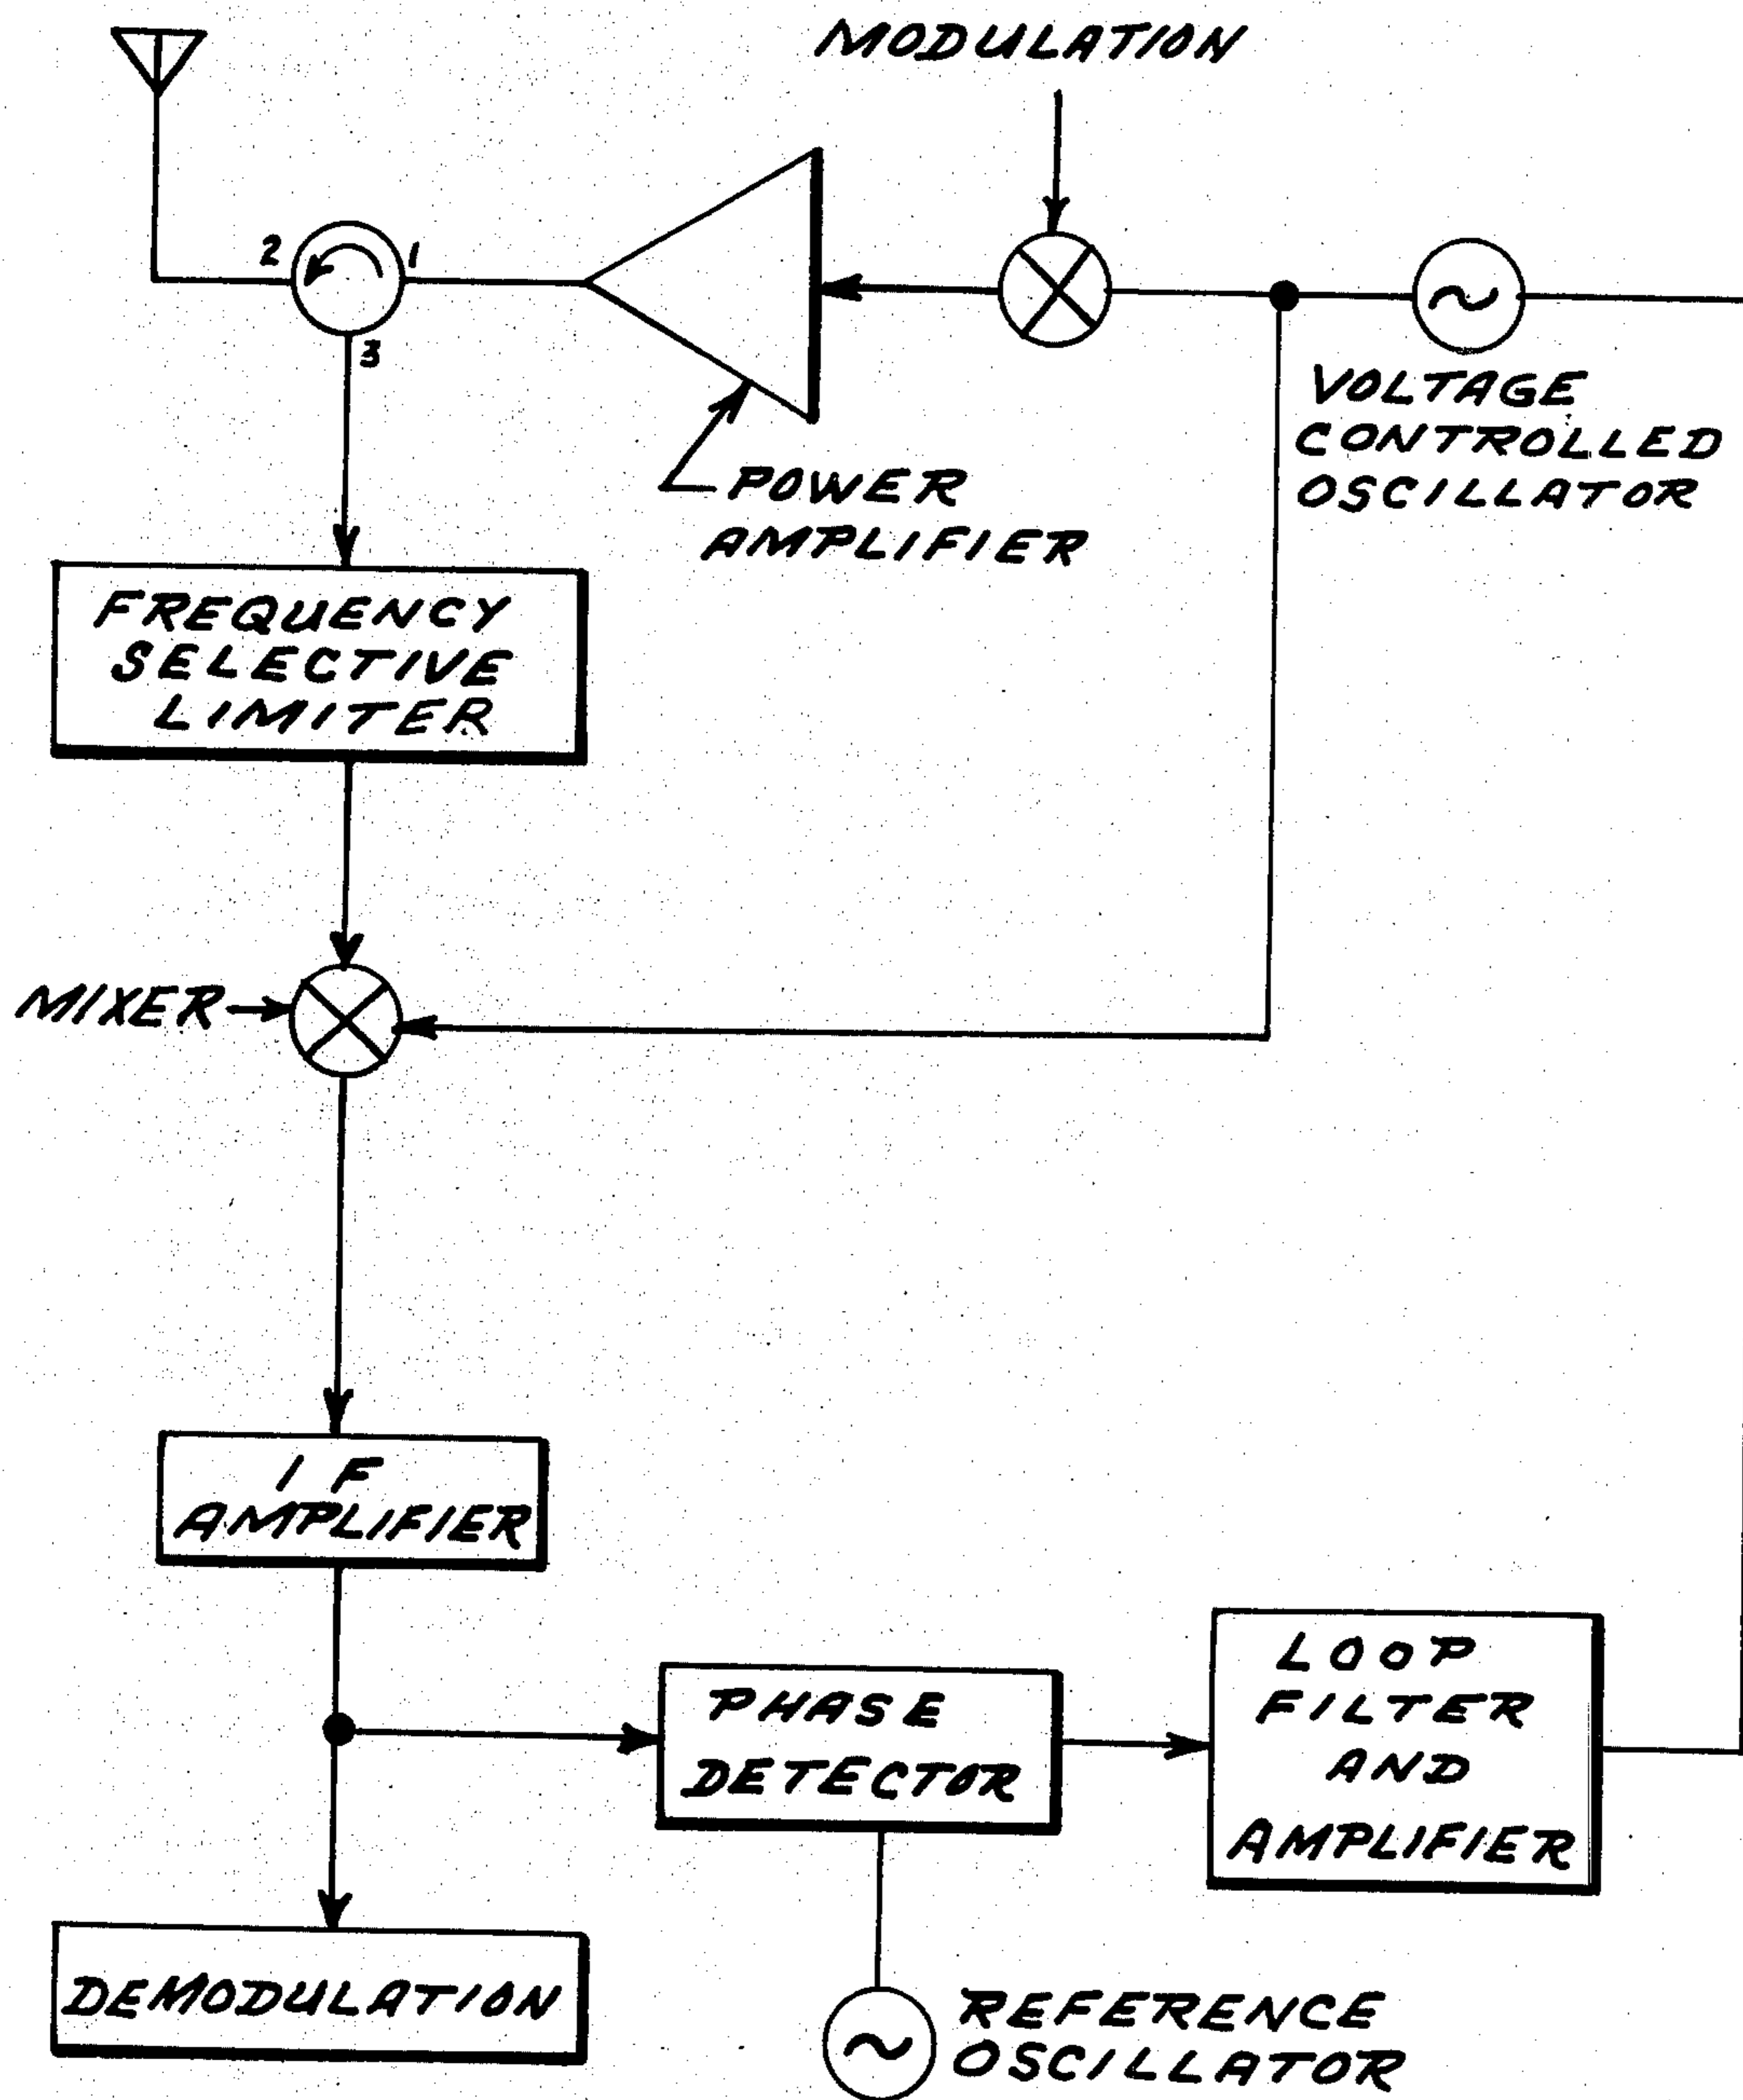 MODULATION
2
1
3
VOLTAGE
CONTROLLED
OSCILLATOR
POWER
AMPLIFIER
FREQUENCY
SELECTIVE
LIMITER
MIXER
IF
AMPLIFIER
PHASE
DETECTOR
LOOP
FILTER
AND
AMPLIFIER
DEMODULATION
REFERENCE
OSCILLATOR